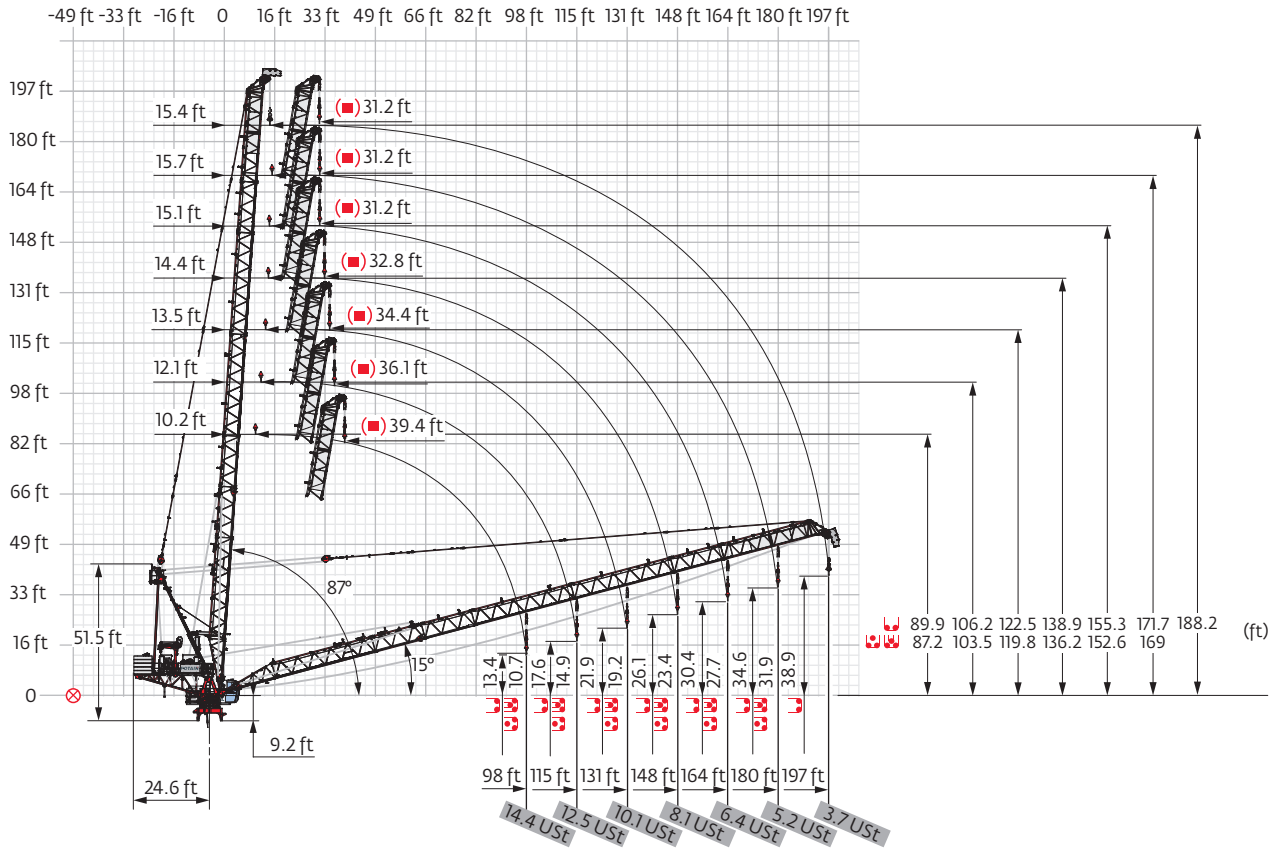 -49 ft -33 ft -16 ft 0 16 ft 33 ft 49 ft 66 ft 82 ft 98 ft 115 ft 131 ft 148 ft 164 ft 180 ft 197 ft
197 ft
15.4 ft (■) 31.2 ft
180 ft
15.7 ft (■) 31.2 ft
164 ft
15.1 ft (■) 31.2 ft
148 ft
14.4 ft (■) 32.8 ft
131 ft
13.5 ft (■) 34.4 ft
115 ft
12.1 ft (■) 36.1 ft
98 ft
10.2 ft (■) 39.4 ft
82 ft
66 ft
49 ft
87°
33 ft
89.9 106.2 122.5 138.9 155.3 171.7 188.2
87.2 103.5 119.8 136.2 152.6 169
(ft)
51.5 ft
16 ft
15°
13.4 10.7 17.6 14.9 21.9 19.2 26.1 23.4 30.4 27.7 34.6 31.9 38.9
0
9.2 ft
24.6 ft
98 ft 115 ft 131 ft 148 ft 164 ft 180 ft 197 ft
14.4 USt 12.5 USt 10.1 USt 8.1 USt 6.4 USt 5.2 USt 3.7 USt